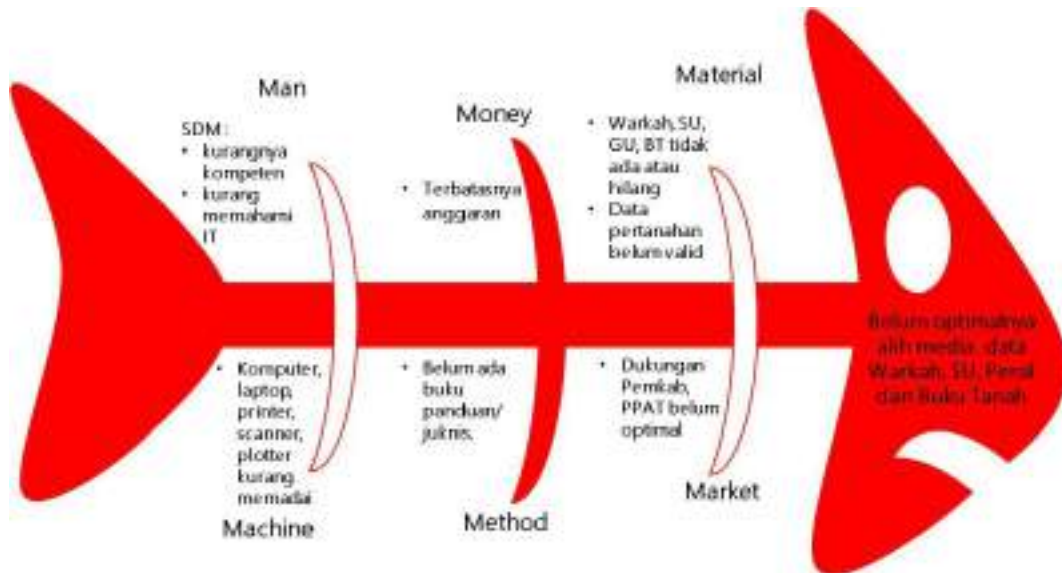 Man
SDM :
• kurangnya
kompeten
• kurang
memahami
IT
Money
• Terbatasnya
anggaran
Material
• Warkah, SU,
GU, BT tidak
ada atau
hilang
• Data
pertanahan
belum valid
Belum optimalnya
alih media data
Warkah, SU, Persil
dan Buku Tanah
• Komputer,
laptop,
printer,
scanner,
plotter
kurang
memadai
Machine
• Belum ada
buku
panduan/
juknis,
Method
• Dukungan
Pemkab,
PPAT belum
optimal
Market